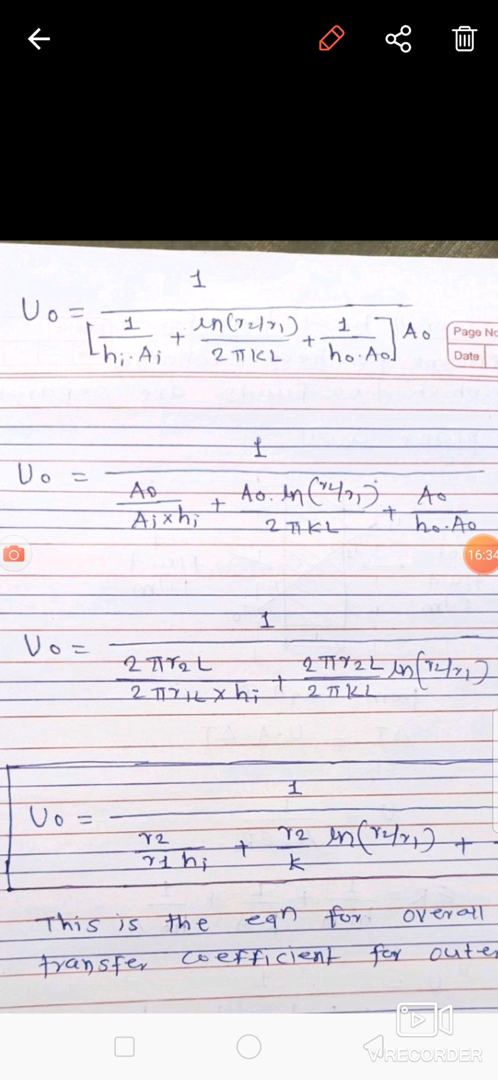 1
U₀ = [1/(hᵢ·Aᵢ) + ln(r₂/r₁)/(2πKL) + 1/(h₀·A₀)] A₀
Page No
Date
1
U₀ = A₀/(Aᵢ×hᵢ) + A₀·ln(r₂/r₁)/(2πKL) + A₀/(h₀·A₀)
16:34
1
U₀ = 2πr₂L/(2πr₁L×hᵢ) + 2πr₂L/(2πKL) ln(r₂/r₁)
1
U₀ = r₂/(r₁hᵢ) + r₂/k ln(r₂/r₁) +
This is the eqn for overall
transfer coefficient for outer
VRECORDER